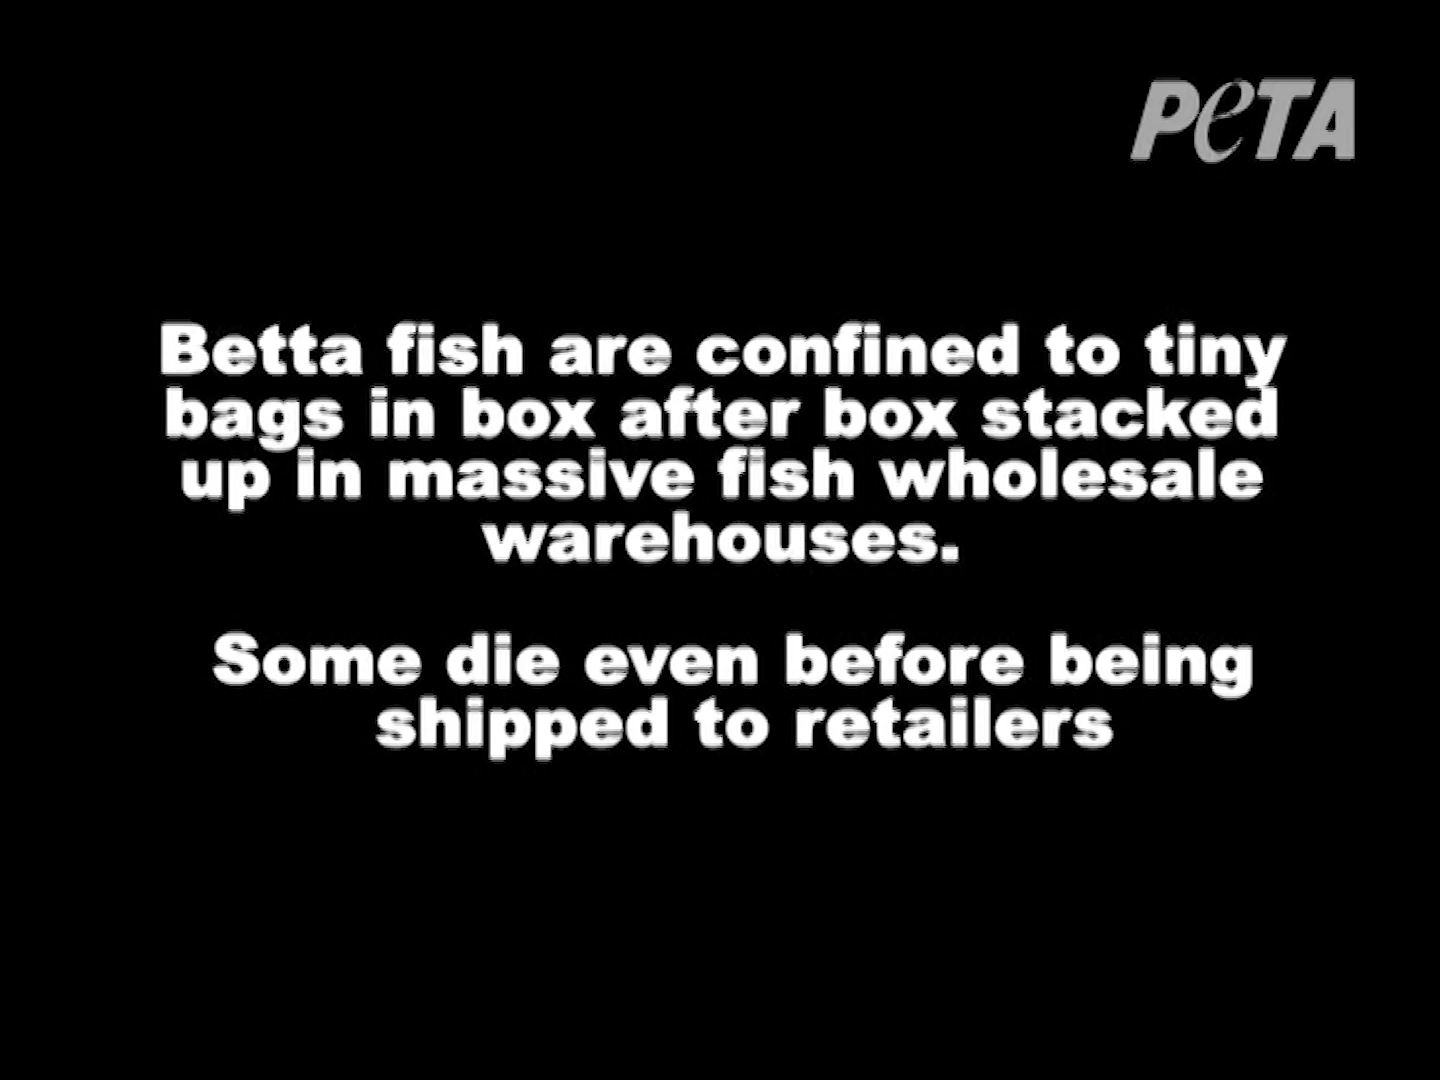 PeTA
Betta fish are confined to tiny
bags in box after box stacked
up in massive fish wholesale
warehouses.
Some die even before being
shipped to retailers